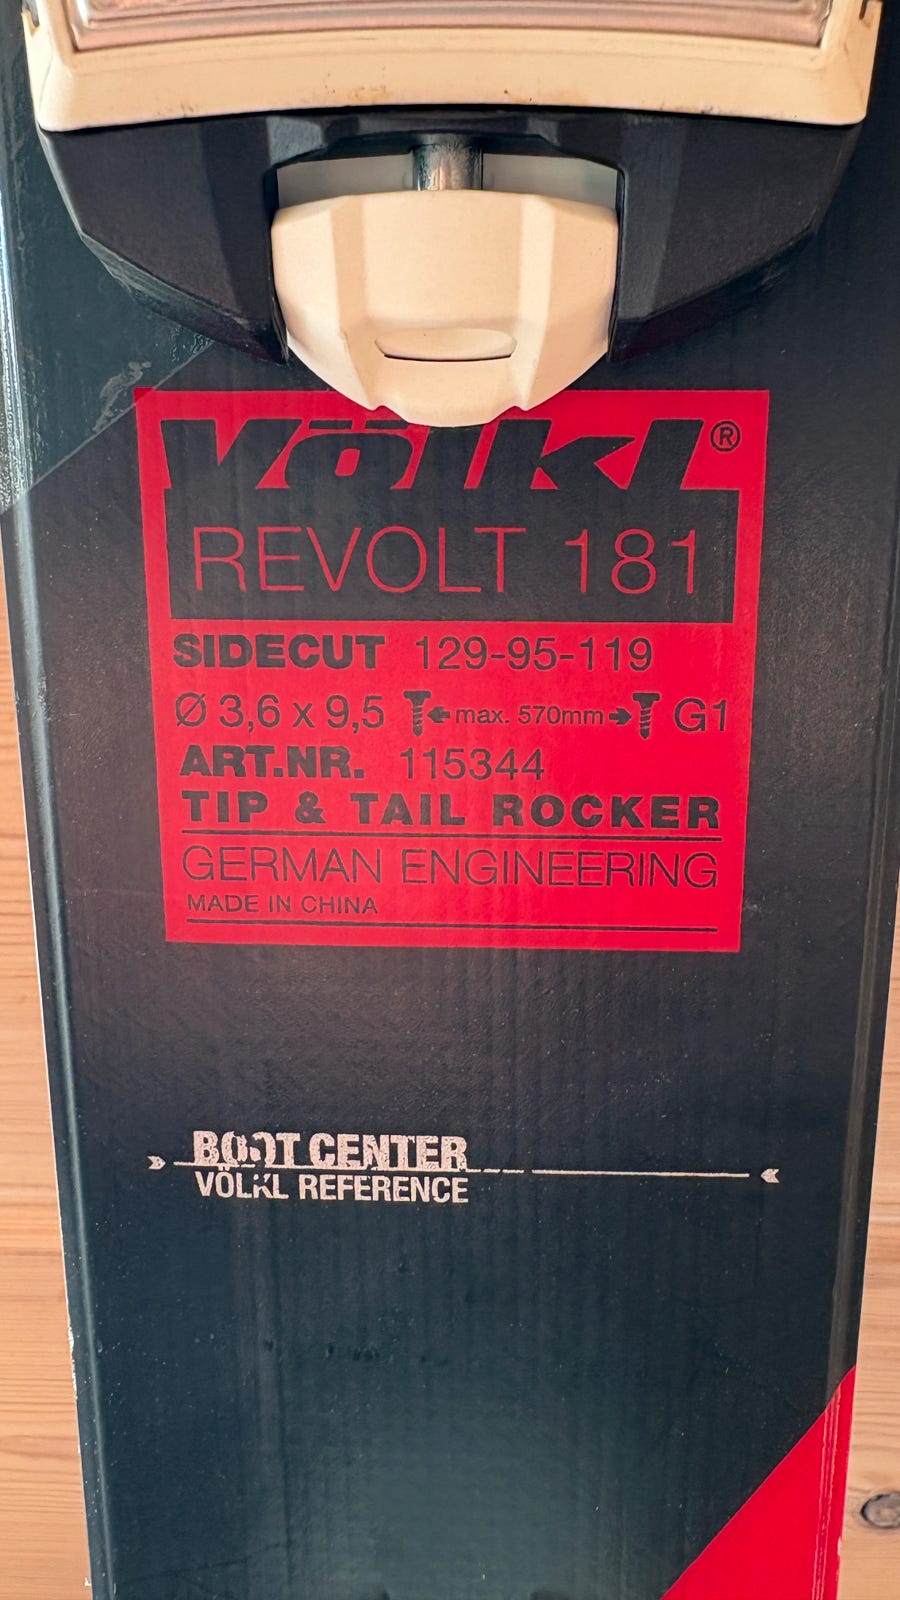 Völkl®
REVOLT 181
SIDECUT 129-95-119
Ø 3,6 x 9,5 max. 570mm G1
ART.NR. 115344
TIP & TAIL ROCKER
GERMAN ENGINEERING
MADE IN CHINA
BOOT CENTER
VÖLKL REFERENCE